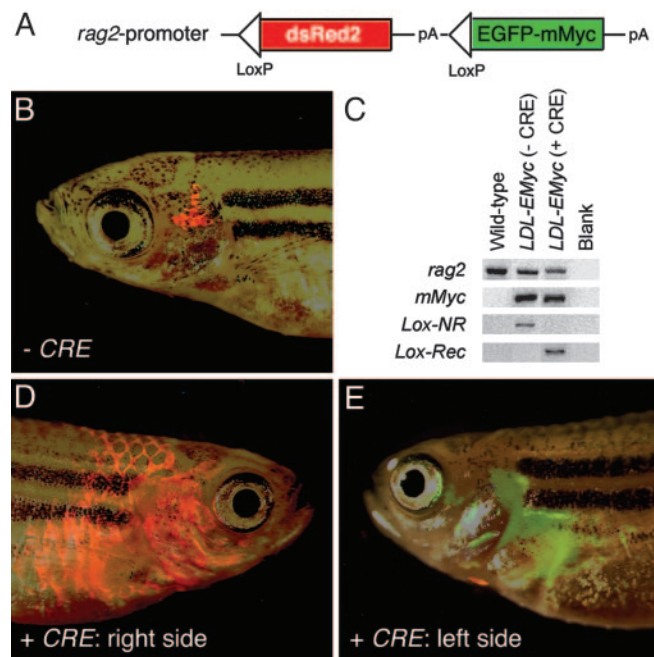 A
rag2-promoter
dsRed2
pA
EGFP-mMyc
pA
LoxP
LoxP
B
- CRE
C
Wild-type
LDL-EMyc (- CRE)
LDL-EMyc (+ CRE)
Blank
rag2
mMyc
Lox-NR
Lox-Rec
D
+ CRE: right side
E
+ CRE: left side